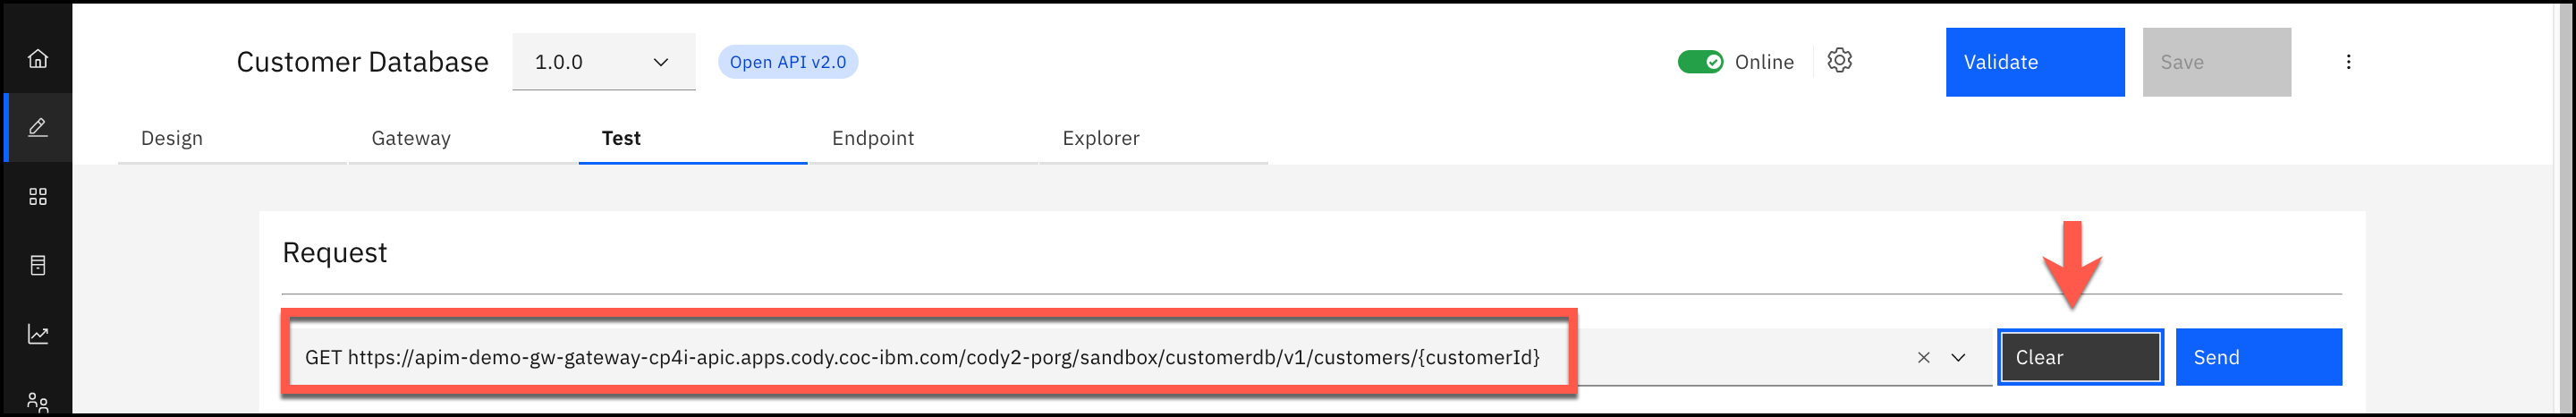 Customer Database 1.0.0 Open API v2.0 Online Validate Save
Design Gateway Test Endpoint Explorer
Request
GET https://apim-demo-gw-gateway-cp4i-apic.apps.cody.coc-ibm.com/cody2-porg/sandbox/customerdb/v1/customers/{customerId} Clear Send